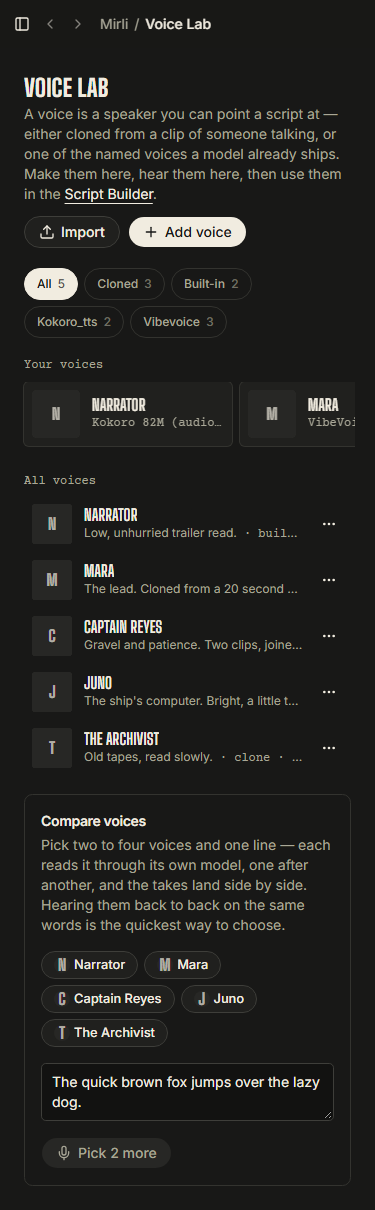 Mirli / Voice Lab
VOICE LAB
A voice is a speaker you can point a script at —
either cloned from a clip of someone talking, or
one of the named voices a model already ships.
Make them here, hear them here, then use them
in the Script Builder.
Import
Add voice
All 5
Cloned 3
Built-in 2
Kokoro_tts 2
Vibevoice 3
Your voices
N
NARRATOR
Kokoro 82M (audio…
M
MARA
VibeVoi
All voices
N
NARRATOR
Low, unhurried trailer read. · buil…
M
MARA
The lead. Cloned from a 20 second …
C
CAPTAIN REYES
Gravel and patience. Two clips, joine…
J
JUNO
The ship's computer. Bright, a little t…
T
THE ARCHIVIST
Old tapes, read slowly. · clone · …
Compare voices
Pick two to four voices and one line — each
reads it through its own model, one after
another, and the takes land side by side.
Hearing them back to back on the same
words is the quickest way to choose.
N Narrator
M Mara
C Captain Reyes
J Juno
T The Archivist
The quick brown fox jumps over the lazy
dog.
Pick 2 more